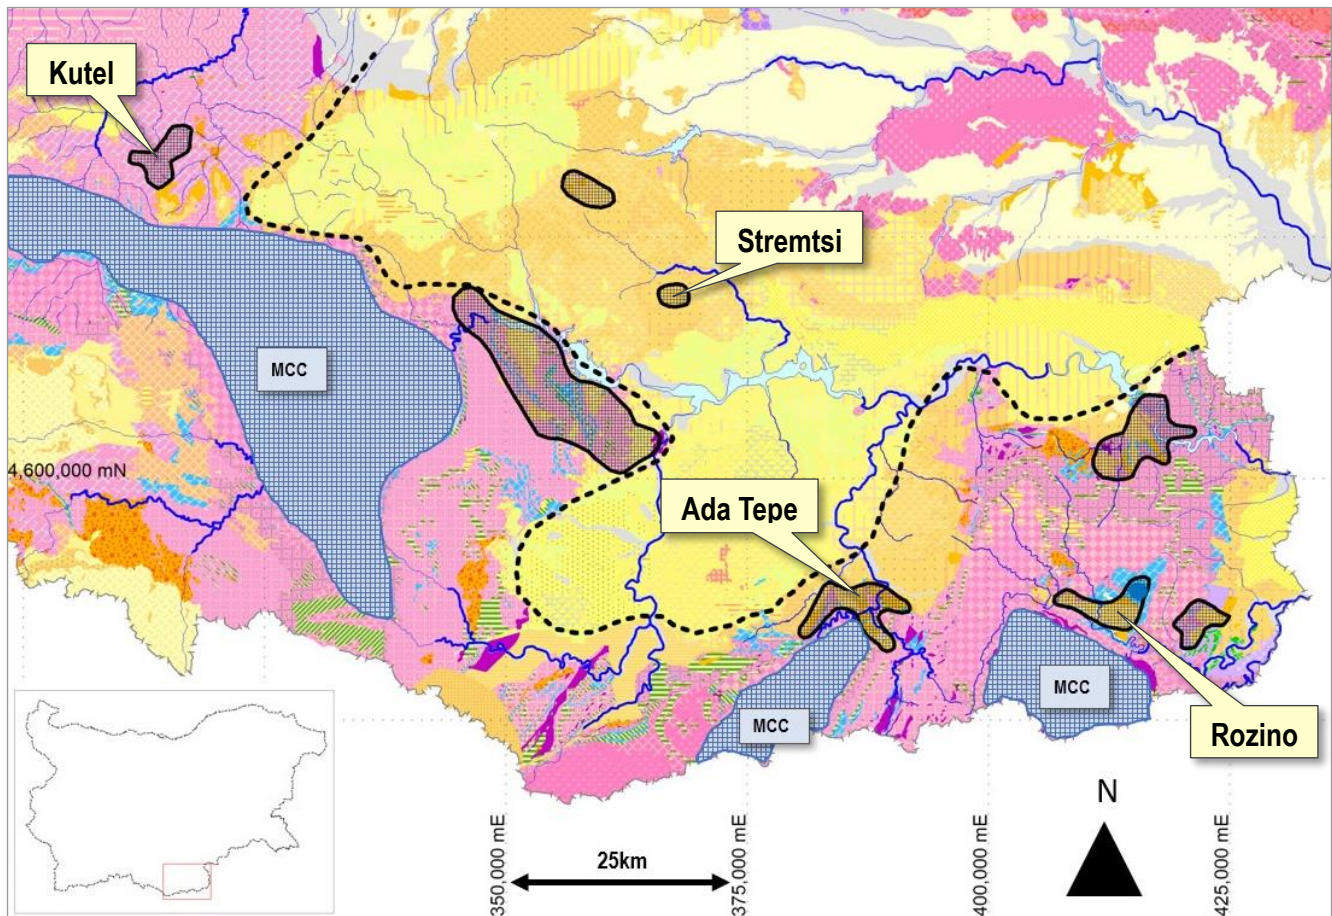 Kutel
Stremtsi
MCC
4,600,000 mN
Ada Tepe
MCC
MCC
Rozino
N
25km
350,000 mE
375,000 mE
400,000 mE
425,000 mE